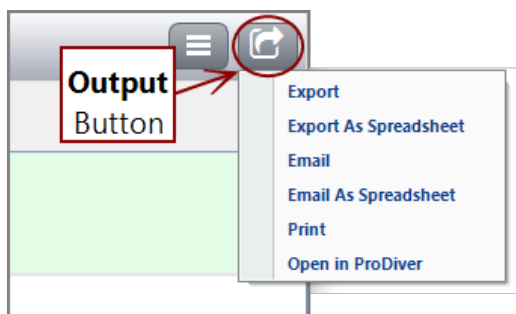 Output
Button
Export
Export As Spreadsheet
Email
Email As Spreadsheet
Print
Open in ProDiver